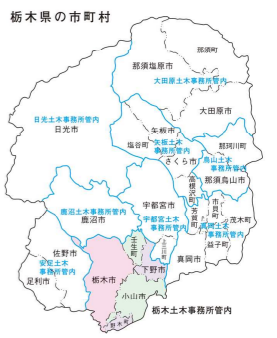 栃木県の市町村
那須町
那須塩原市
大田原土木事務所管内
大田原市
日光土木事務所管内
日光市
矢板市
塩谷町
矢板土木
事務所管内
さくら市
那珂川町
烏山土木
事務所管内
那須烏山市
高根沢町
宇都宮市
宇都宮土木
事務所管内
芳賀町
市貝町
茂木町
真岡土木
事務所管内
益子町
真岡市
鹿沼土木事務所管内
鹿沼市
上三川町
壬生町
下野市
佐野市
安足土木
事務所管内
足利市
栃木市
小山市
野木町
栃木土木事務所管内